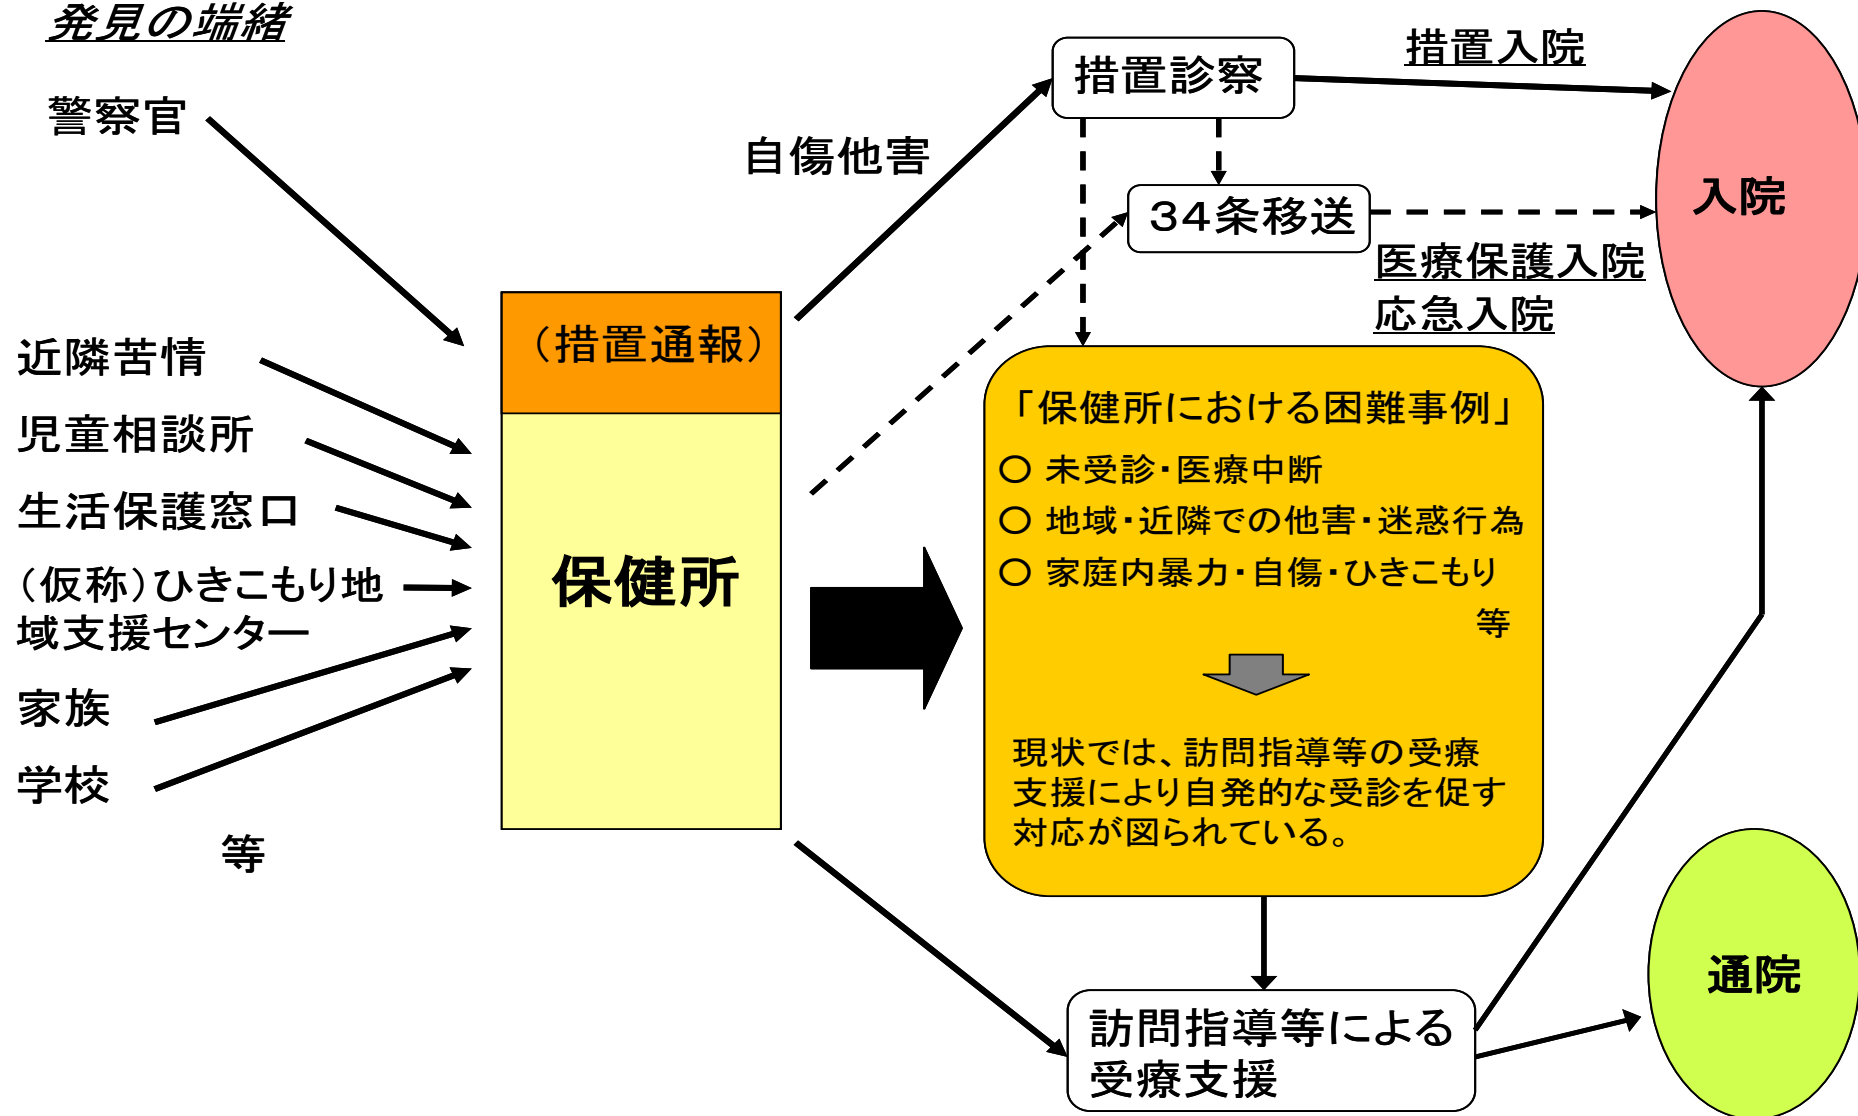 発見の端緒
警察官
近隣苦情
児童相談所
生活保護窓口
（仮称）ひきこもり地
域支援センター
家族
学校
等
（措置通報）
保健所
自傷他害
措置診察
措置入院
34条移送
医療保護入院
応急入院
入院
「保健所における困難事例」
○ 未受診・医療中断
○ 地域・近隣での他害・迷惑行為
○ 家庭内暴力・自傷・ひきこもり
等
現状では、訪問指導等の受療
支援により自発的な受診を促す
対応が図られている。
訪問指導等による
受療支援
通院